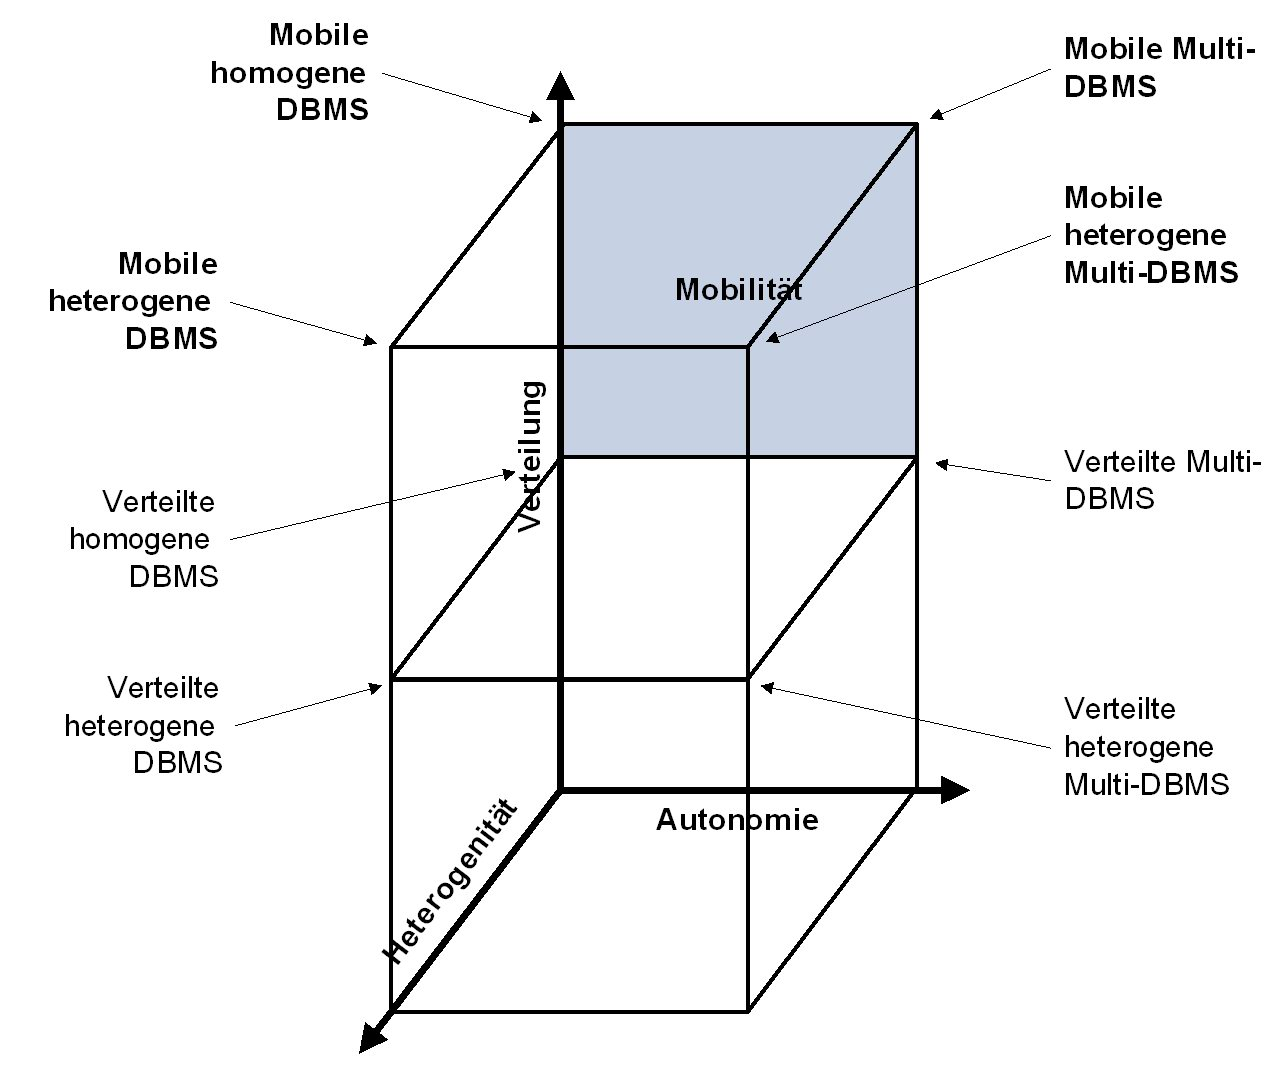 Mobile
homogene
DBMS
Mobile Multi-
DBMS
Mobile
heterogene
Multi-DBMS
Mobile
heterogene
DBMS
Mobilität
Verteilung
Verteilte
homogene
DBMS
Verteilte Multi-
DBMS
Verteilte
heterogene
DBMS
Verteilte
heterogene
Multi-DBMS
Autonomie
Heterogenität